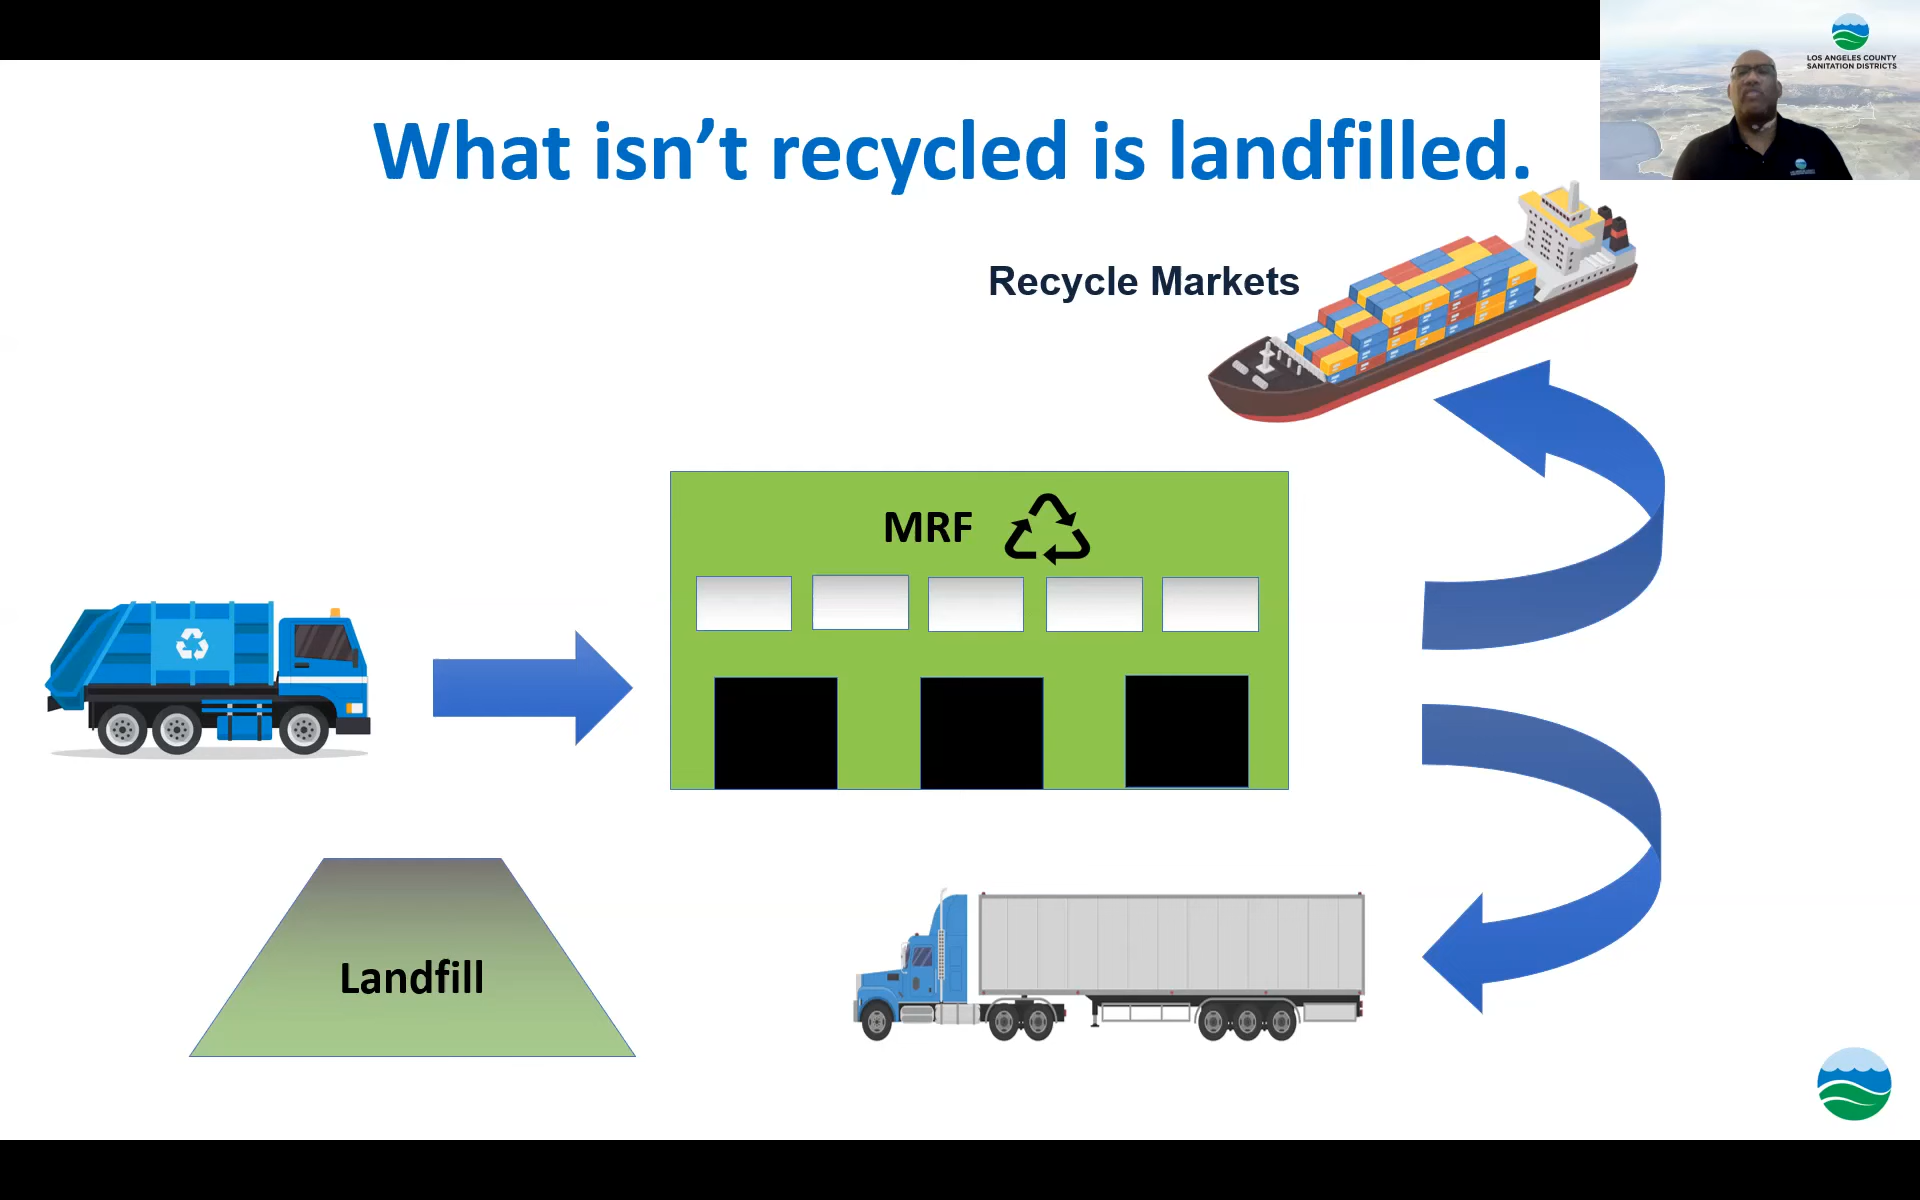 LOS ANGELES COUNTY
SANITATION DISTRICTS
What isn’t recycled is landfilled.
Recycle Markets
MRF
Landfill